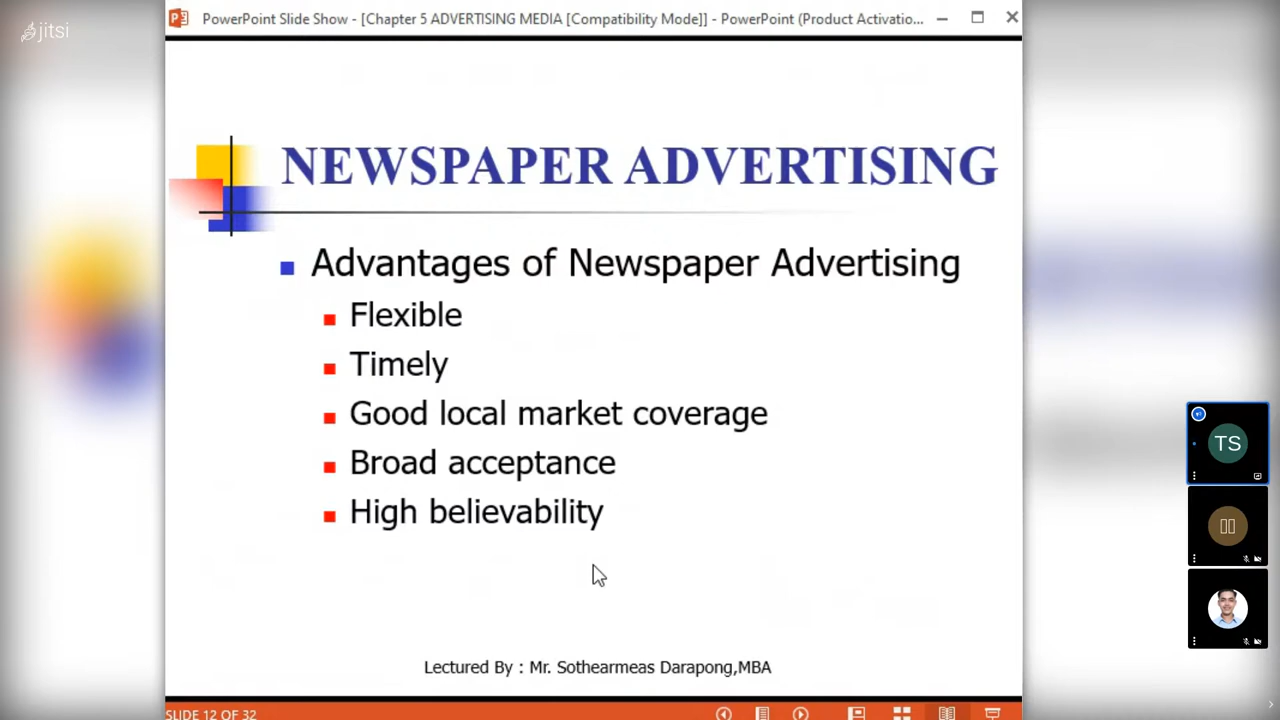 jitsi
PowerPoint Slide Show - [Chapter 5 ADVERTISING MEDIA [Compatibility Mode]] - PowerPoint (Product Activatio...
NEWSPAPER ADVERTISING
Advantages of Newspaper Advertising
Flexible
Timely
Good local market coverage
Broad acceptance
High believability
TS
Lectured By : Mr. Sothearmeas Darapong,MBA
SLIDE 12 OF 32